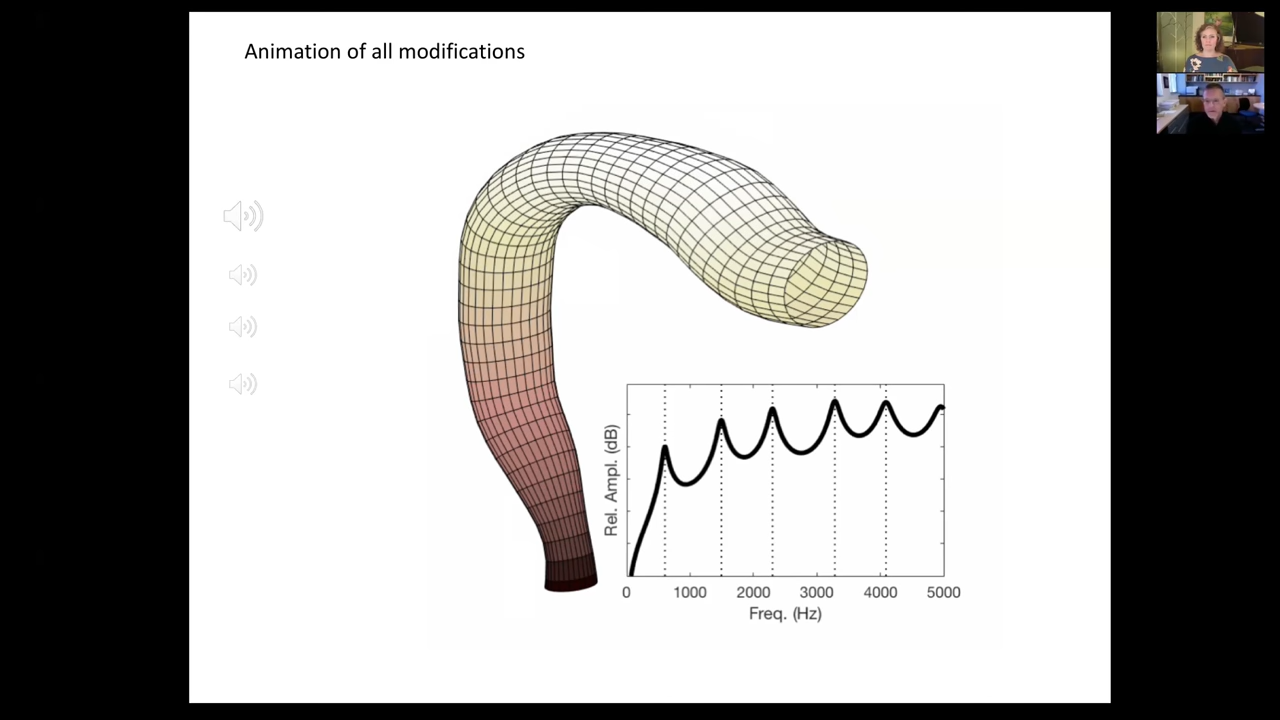 Animation of all modifications
Rel. Ampl. (dB)
0 1000 2000 3000 4000 5000
Freq. (Hz)